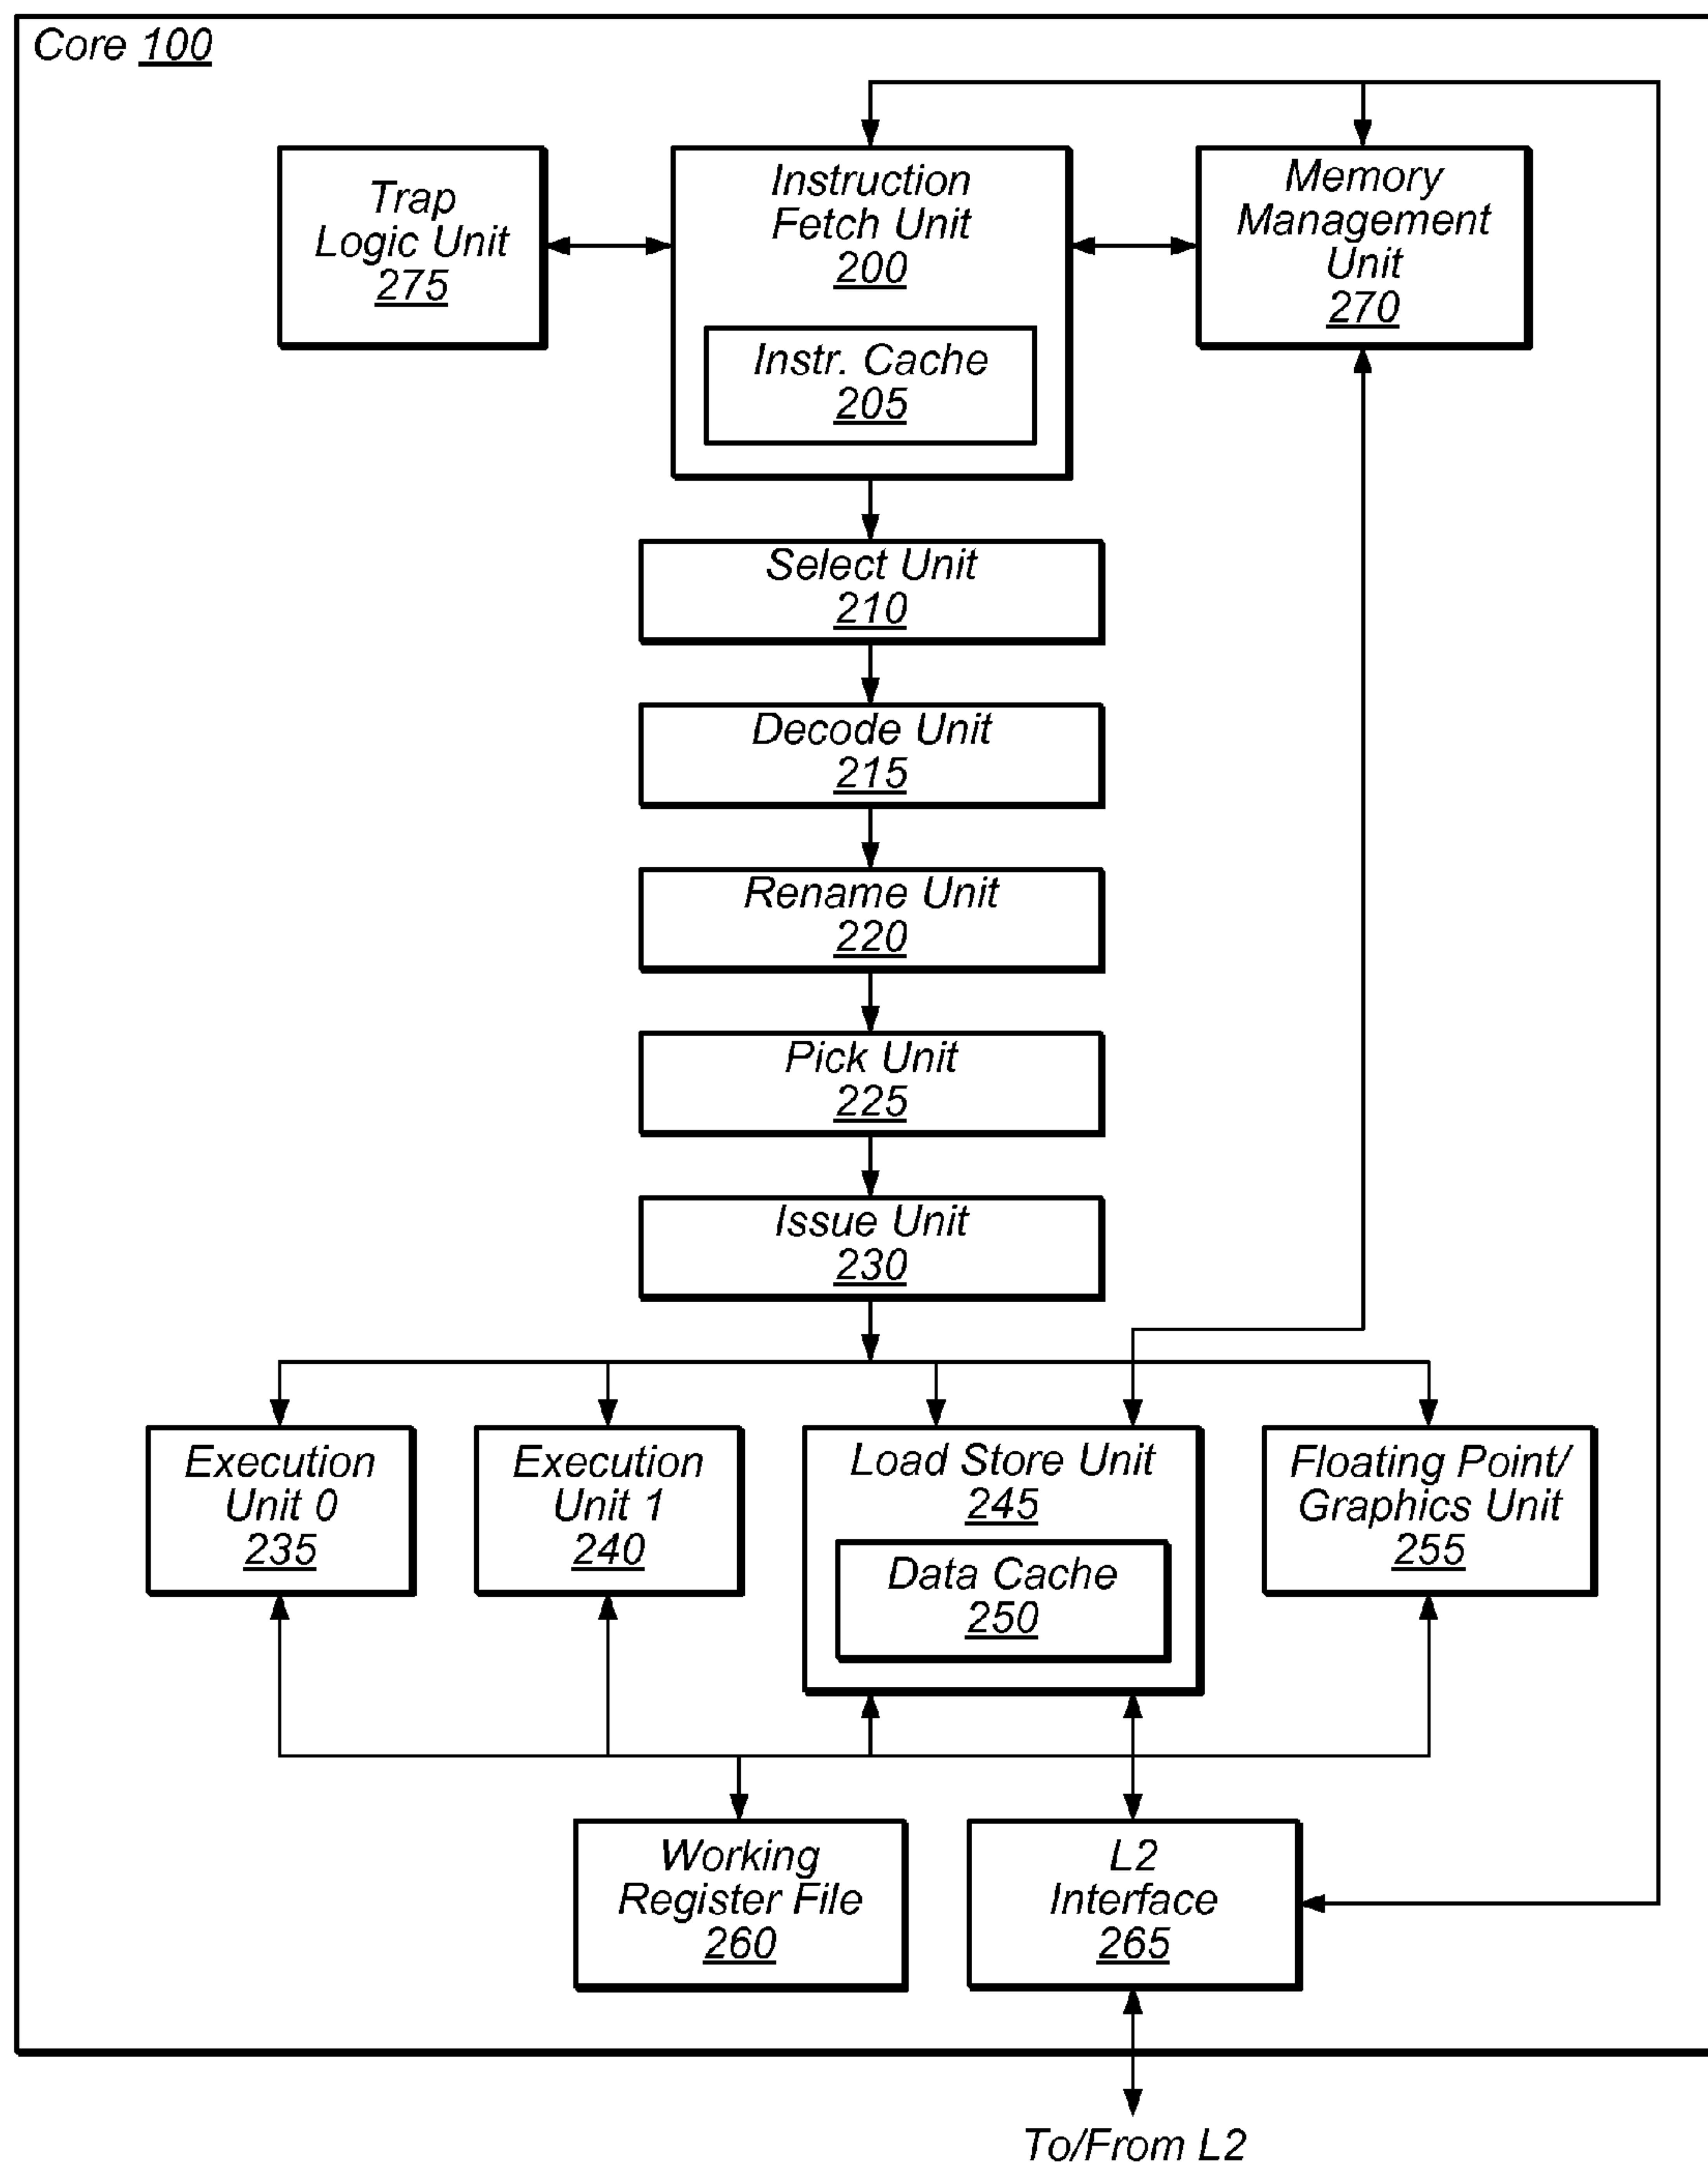 Core 100
Trap
Logic Unit
275
Instruction
Fetch Unit
200
Instr. Cache
205
Memory
Management
Unit
270
Select Unit
210
Decode Unit
215
Rename Unit
220
Pick Unit
225
Issue Unit
230
Execution
Unit 0
235
Execution
Unit 1
240
Load Store Unit
245
Data Cache
250
Floating Point/
Graphics Unit
255
Working
Register File
260
L2
Interface
265
To/From L2